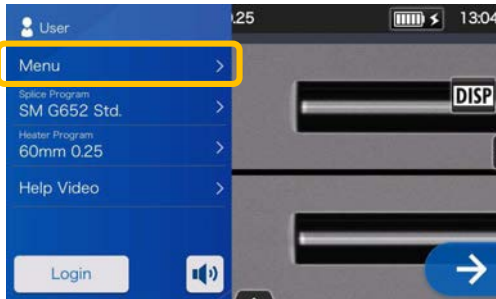 User
.25
13:04
Menu
Splice Program
SM G652 Std.
DISP
Heater Program
60mm 0.25
Help Video
Login